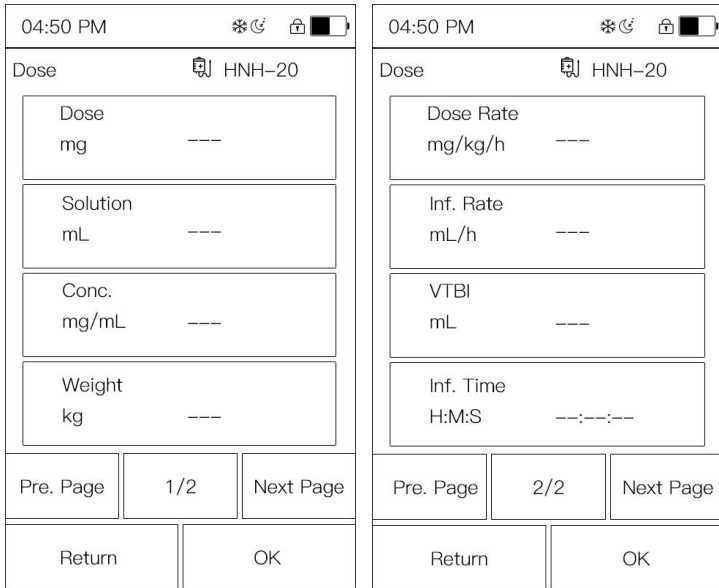 04:50 PM
Dose HNH-20
Dose
mg ---
Solution
mL ---
Conc.
mg/mL ---
Weight
kg ---
Pre. Page 1/2 Next Page
Return OK
04:50 PM
Dose HNH-20
Dose Rate
mg/kg/h ---
Inf. Rate
mL/h ---
VTBI
mL ---
Inf. Time
H:M:S --:--:--
Pre. Page 2/2 Next Page
Return OK